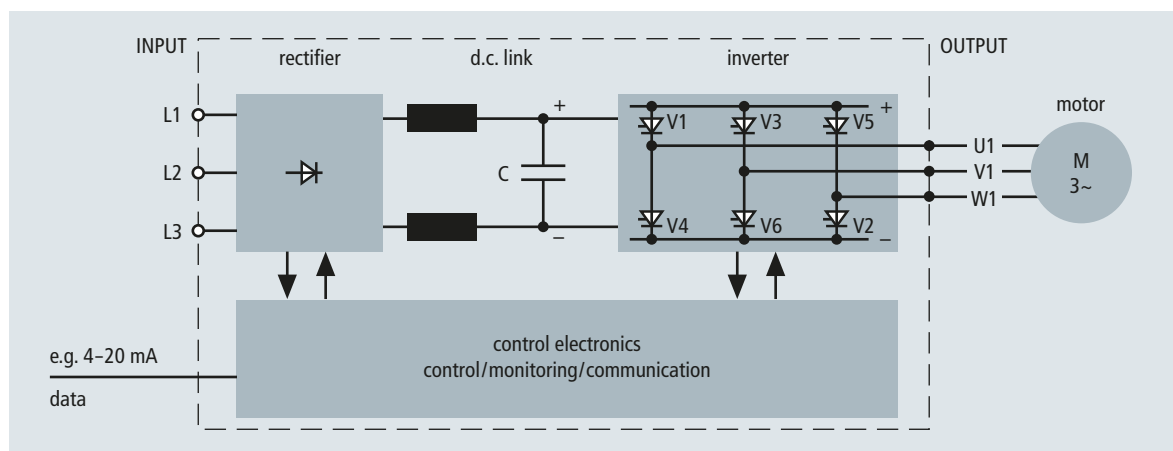 INPUT
OUTPUT
rectifier
d.c. link
inverter
motor
L1
L2
L3
+
C
–
+
V1
V3
V5
V4
V6
V2
–
U1
V1
W1
M
3~
control electronics
control/monitoring/communication
e.g. 4–20 mA
data